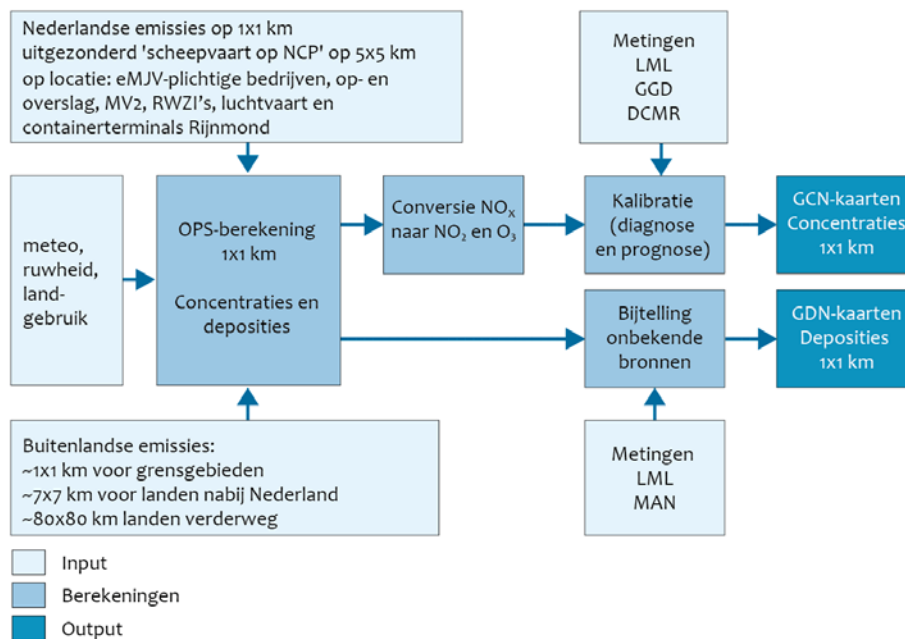 Nederlandse emissies op 1x1 km
uitgezonderd 'scheepvaart op NCP' op 5x5 km
op locatie: eMJV-plichtige bedrijven, op- en
overslag, MV2, RWZI's, luchtvaart en
containerterminals Rijnmond
Metingen
LML
GGD
DCMR
meteo,
ruwheid,
land-
gebruik
OPS-berekening
1x1 km
Concentraties en
deposities
Conversie NOₓ
naar NO₂ en O₃
Kalibratie
(diagnose
en prognose)
GCN-kaarten
Concentraties
1x1 km
Bijtelling
onbekende
bronnen
GDN-kaarten
Deposities
1x1 km
Buitenlandse emissies:
~1x1 km voor grensgebieden
~7x7 km voor landen nabij Nederland
~80x80 km landen verderweg
Metingen
LML
MAN
Input
Berekeningen
Output